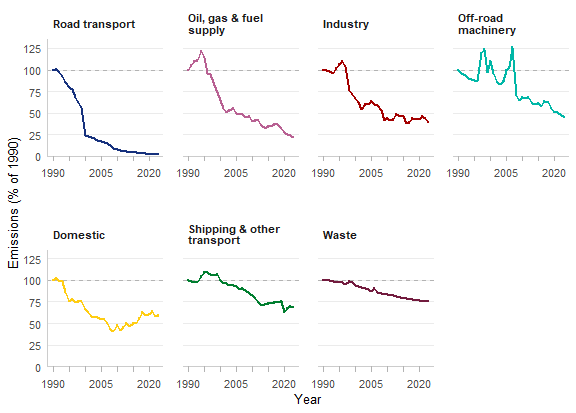 Road transport
Oil, gas & fuel
supply
Industry
Off-road
machinery
125
100
75
50
25
0
1990 2005 2020
1990 2005 2020
1990 2005 2020
1990 2005 2020
Emissions (% of 1990)
Domestic
Shipping & other
transport
Waste
125
100
75
50
25
0
1990 2005 2020
1990 2005 2020
1990 2005 2020
Year